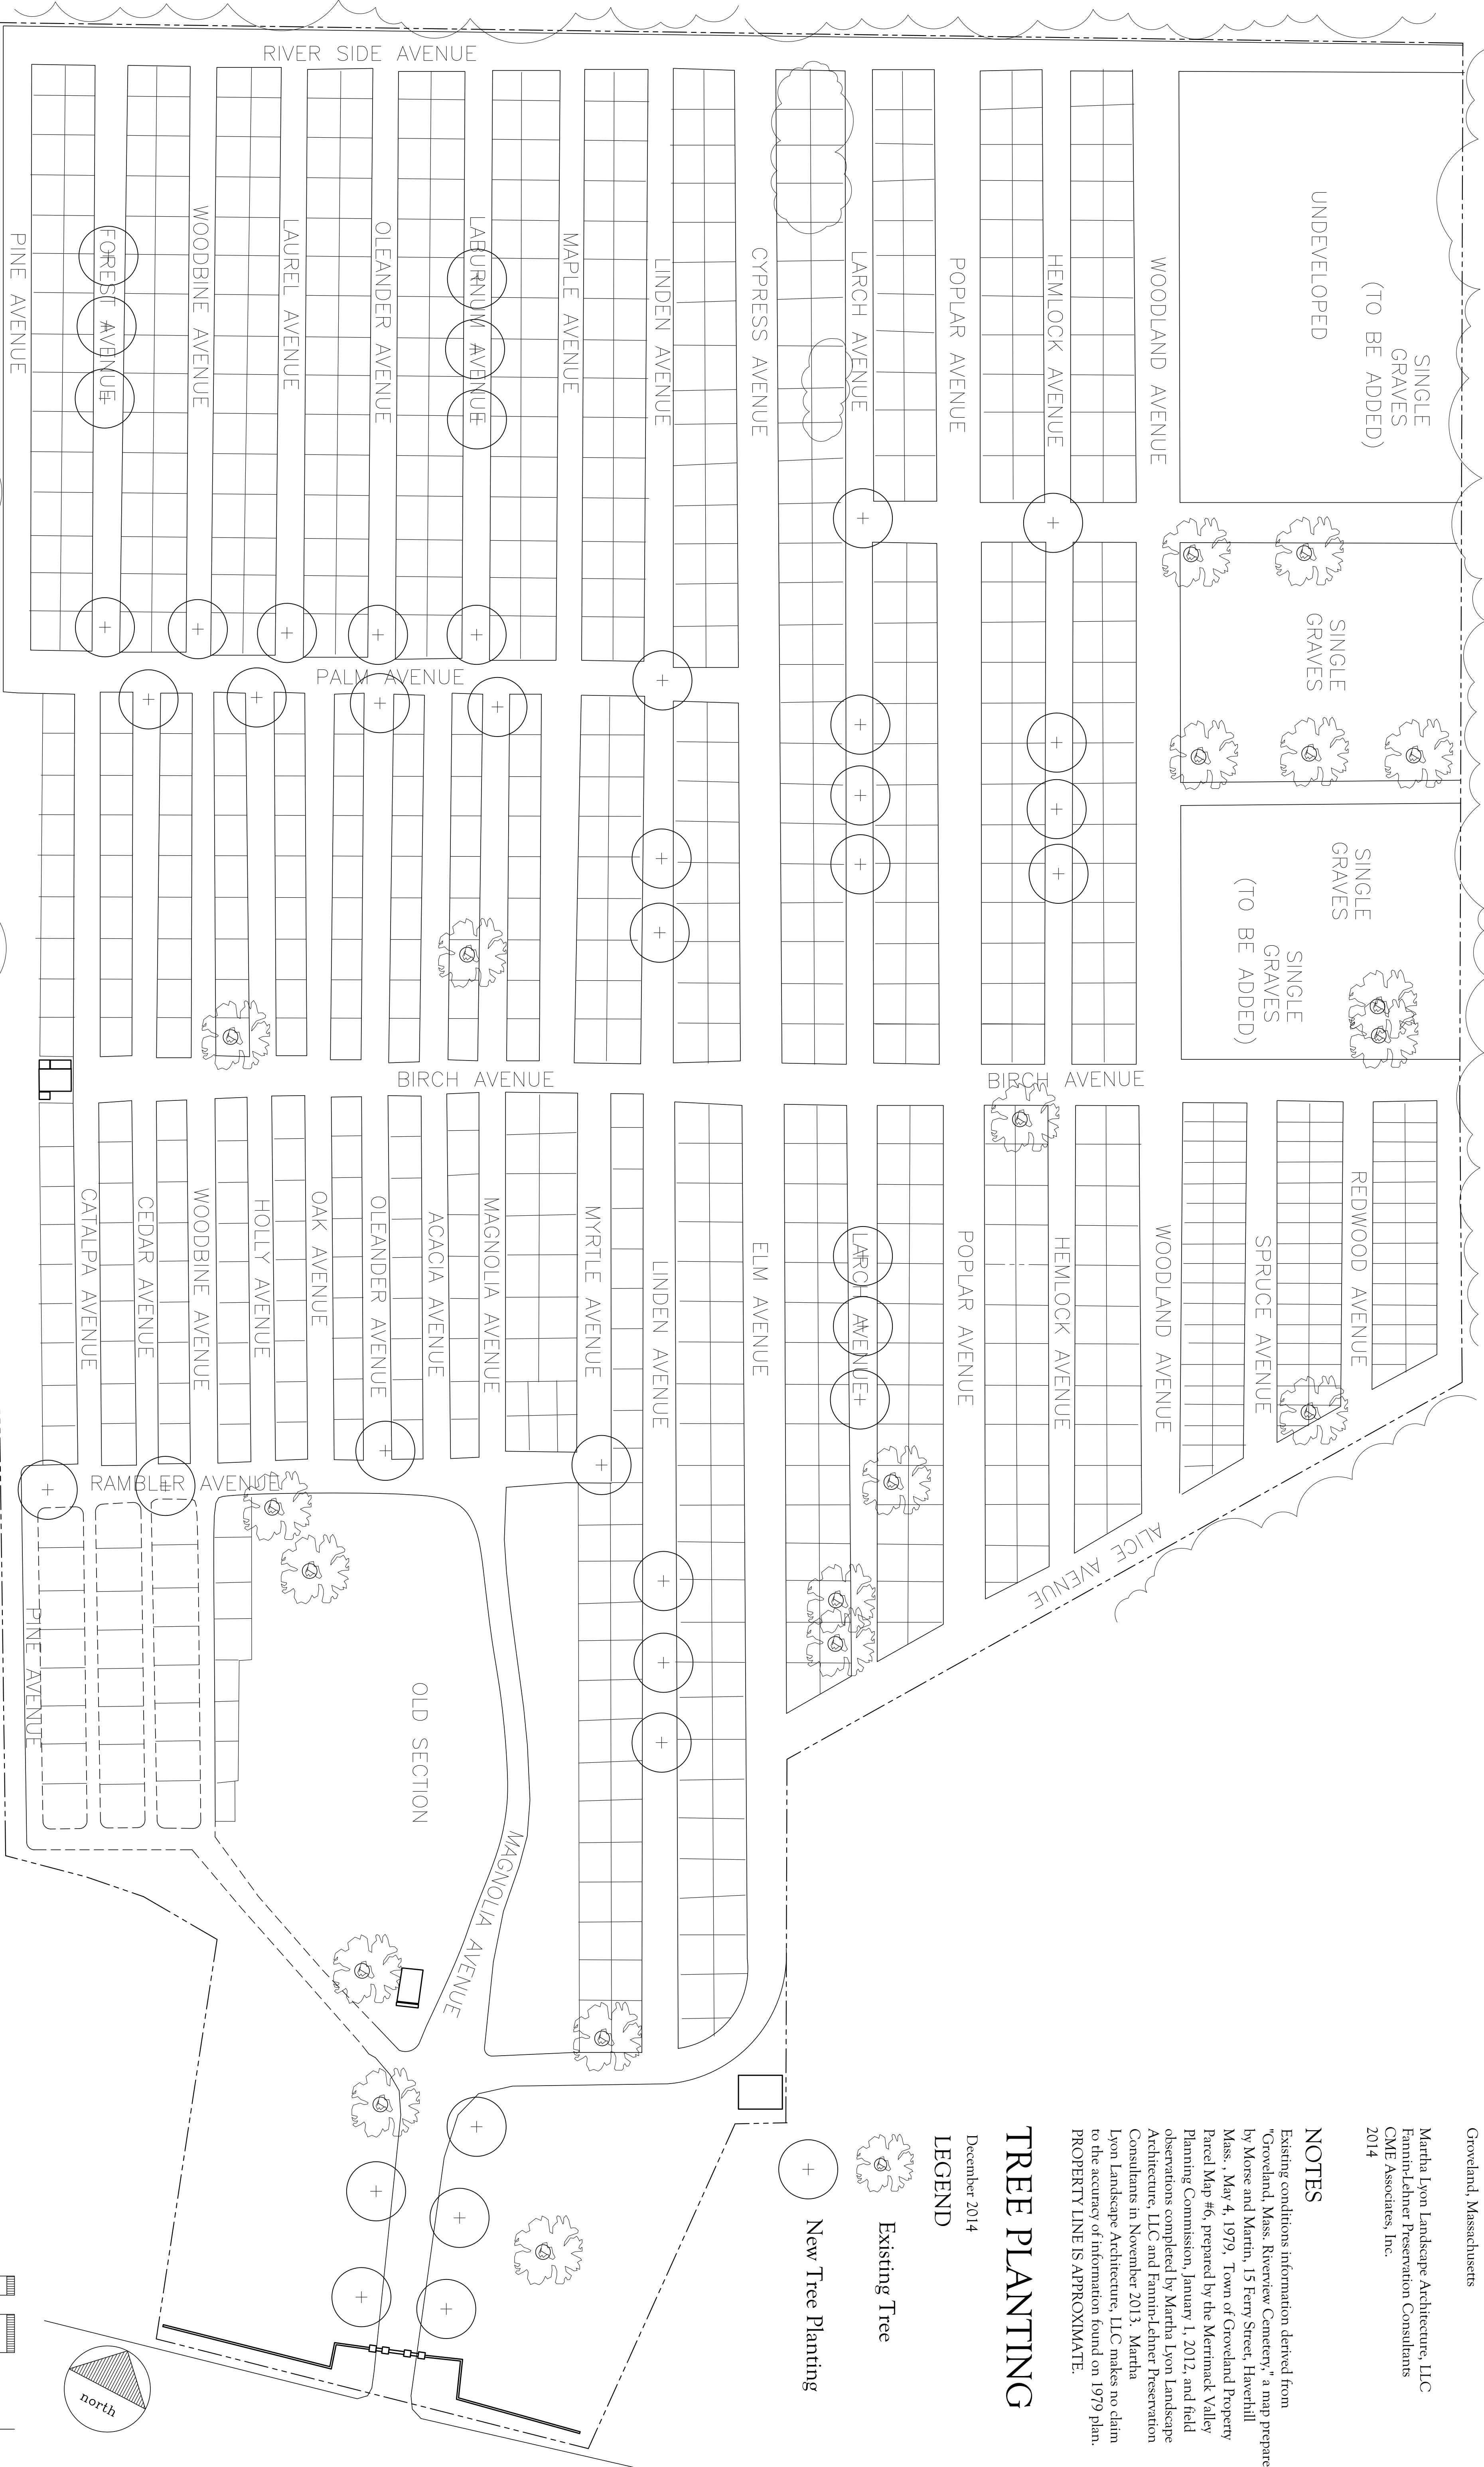 RIVER SIDE AVENUE
PINE AVENUE
FOREST AVENUE
WOODBINE AVENUE
LAUREL AVENUE
OLEANDER AVENUE
LABURNUM AVENUE
MAPLE AVENUE
LINDEN AVENUE
CYPRESS AVENUE
LARCH AVENUE
POPLAR AVENUE
HEMLOCK AVENUE
WOODLAND AVENUE
UNDEVELOPED
SINGLE
GRAVES
(TO BE ADDED)
SINGLE
GRAVES
PALM AVENUE
SINGLE
GRAVES
SINGLE
GRAVES
(TO BE ADDED)
BIRCH AVENUE
BIRCH AVENUE
CATALPA AVENUE
CEDAR AVENUE
WOODBINE AVENUE
HOLLY AVENUE
OAK AVENUE
OLEANDER AVENUE
ACACIA AVENUE
MAGNOLIA AVENUE
MYRTLE AVENUE
LINDEN AVENUE
ELM AVENUE
LARCH AVENUE
POPLAR AVENUE
HEMLOCK AVENUE
WOODLAND AVENUE
SPRUCE AVENUE
REDWOOD AVENUE
RAMBLER AVENUE
ALICE AVENUE
PINE AVENUE
OLD SECTION
MAGNOLIA AVENUE
Groveland, Massachusetts
Martha Lyon Landscape Architecture, LLC
Fannin-Lehner Preservation Consultants
CME Associates, Inc.
2014
NOTES
Existing conditions information derived from
"Groveland, Mass. Riverview Cemetery," a map prepare
by Morse and Martin, 15 Ferry Street, Haverhill
Mass. , May 4, 1979, Town of Groveland Property
Parcel Map #6, prepared by the Merrimack Valley
Planning Commission, January 1, 2012, and field
observations completed by Martha Lyon Landscape
Architecture, LLC and Fannin-Lehner Preservation
Consultants in November 2013. Martha
Lyon Landscape Architecture, LLC makes no claim
to the accuracy of information found on 1979 plan.
PROPERTY LINE IS APPROXIMATE.
TREE PLANTING
December 2014
LEGEND
Existing Tree
New Tree Planting
north